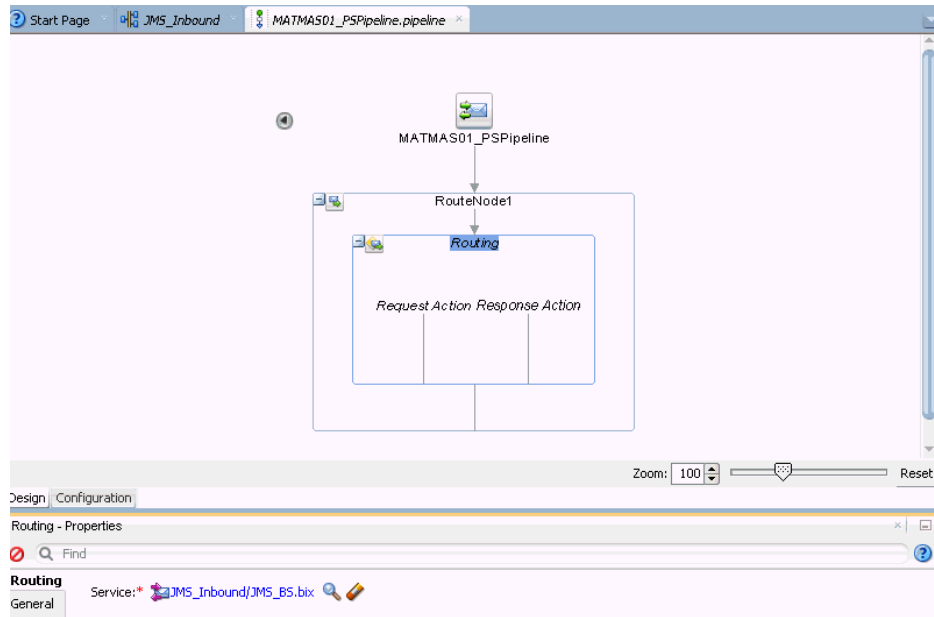 Start Page JMS_Inbound MATMAS01_PSPipeline.pipeline
MATMAS01_PSPipeline
RouteNode1
Routing
Request Action Response Action
Zoom: 100 Reset
Design Configuration
Routing - Properties
Find
Routing
Service:* JMS_Inbound/JMS_BS.bix
General